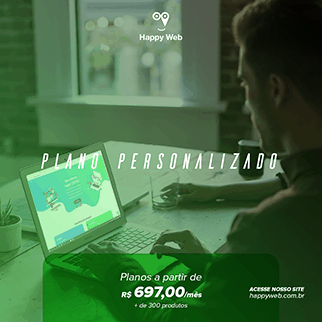 Happy Web
PLANO PERSONALIZADO
Planos a partir de
R$ 697,00/mês
+ de 300 produtos
ACESSE NOSSO SITE
happyweb.com.br